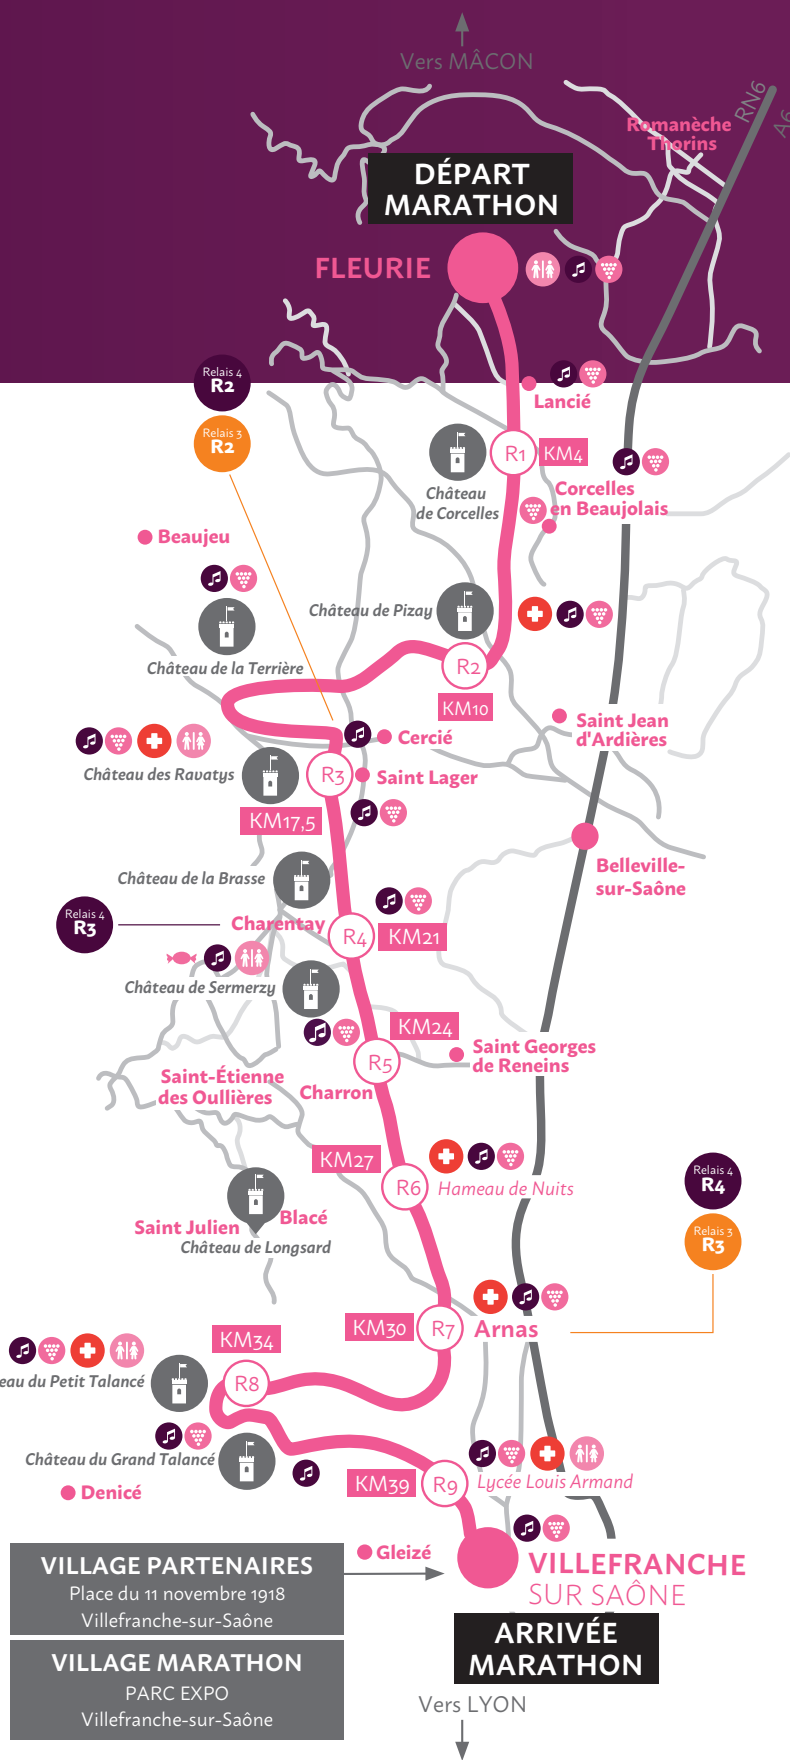 Vers MÂCON
RN6
A6
Romanèche
Thorins
DÉPART
MARATHON
FLEURIE
Relais 4
R2
Relais 3
R2
Lancié
R1
KM4
Château
de Corcelles
Corcelles
en Beaujolais
Beaujeu
Château de Pizay
Château de la Terrière
R2
KM10
Saint Jean
d'Ardières
Cercié
Château des Ravatys
R3
Saint Lager
KM17,5
Belleville-
sur-Saône
Château de la Brasse
Relais 4
R3
Charentay
R4
KM21
Château de Sermerzy
KM24
R5
Saint Georges
de Reneins
Saint-Étienne
des Oullières
Charron
KM27
R6
Hameau de Nuits
Relais 4
R4
Relais 3
R3
Saint Julien
Blacé
Château de Longsard
KM30
R7
Arnas
KM34
R8
eau du Petit Talancé
Château du Grand Talancé
KM39
R9
Lycée Louis Armand
Denicé
Gleizé
VILLEFRANCHE
SUR SAÔNE
VILLAGE PARTENAIRES
Place du 11 novembre 1918
Villefranche-sur-Saône
ARRIVÉE
MARATHON
VILLAGE MARATHON
PARC EXPO
Villefranche-sur-Saône
Vers LYON